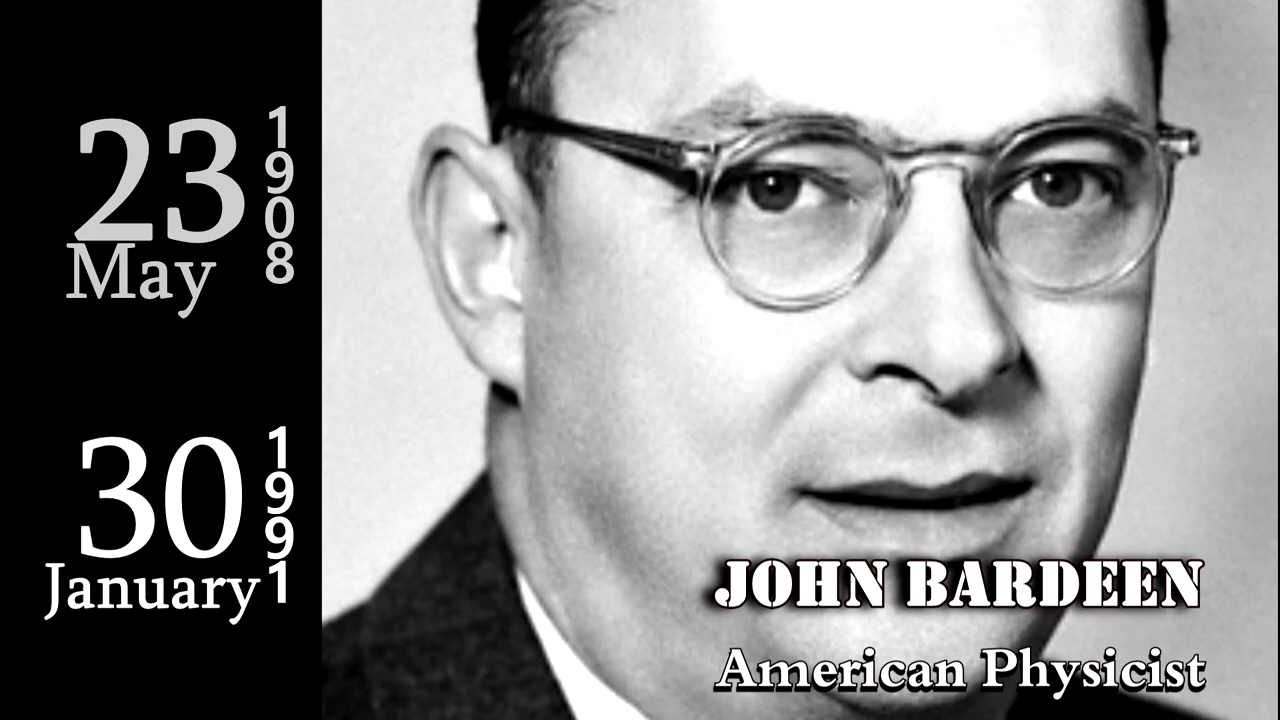 23
1908
May
30
1991
January
JOHN BARDEEN
American Physicist